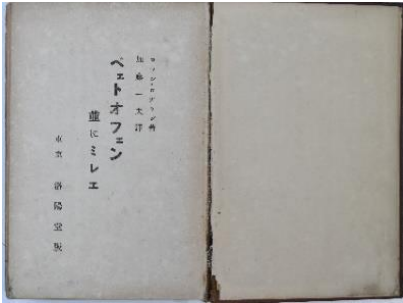 ロマン・ロオラン著
加藤一夫譯
ベエトオフェン
並にミレエ
東京 洛陽堂版